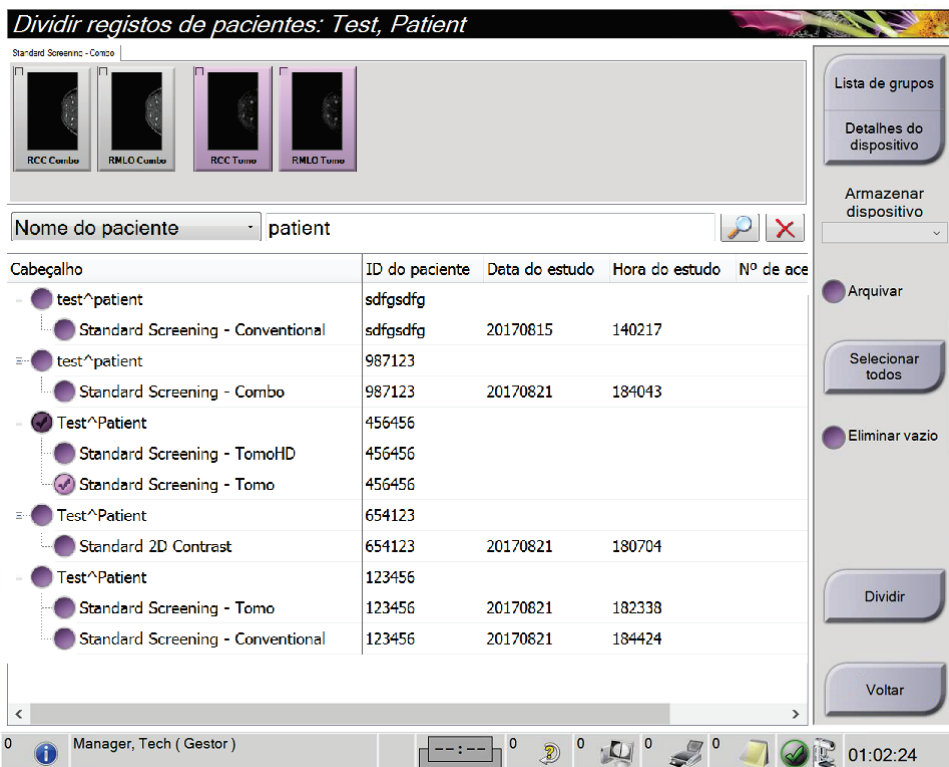 Dividir registos de pacientes: Test, Patient
Standard Screening - Combo
RCC Combo RMLO Combo RCC Tomo RMLO Tomo
Lista de grupos
Detalhes do
dispositivo
Armazenar
dispositivo
Nome do paciente patient
Cabeçalho ID do paciente Data do estudo Hora do estudo Nº de ace
test^patient sdfgsdfg
Standard Screening - Conventional sdfgsdfg 20170815 140217
test^patient 987123
Standard Screening - Combo 987123 20170821 184043
Test^Patient 456456
Standard Screening - TomoHD 456456
Standard Screening - Tomo 456456
Test^Patient 654123
Standard 2D Contrast 654123 20170821 180704
Test^Patient 123456
Standard Screening - Tomo 123456 20170821 182338
Standard Screening - Conventional 123456 20170821 184424
Arquivar
Selecionar
todos
Eliminar vazio
Dividir
Voltar
0 Manager, Tech ( Gestor ) --:-- 0 0 0 0 01:02:24